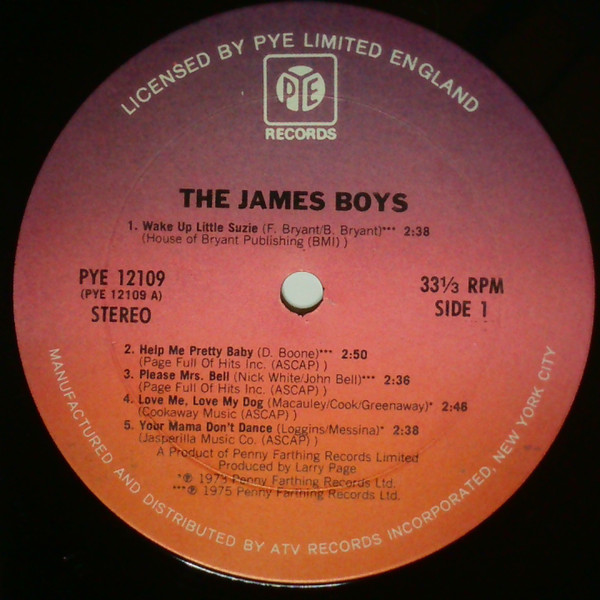 LICENSED BY PYE LIMITED ENGLAND
PYE
RECORDS
THE JAMES BOYS
1. Wake Up Little Suzie (F. Bryant/B. Bryant)*** 2:38
(House of Bryant Publishing (BMI) )
PYE 12109
(PYE 12109 A)
STEREO
33⅓ RPM
SIDE 1
2. Help Me Pretty Baby (D. Boone)*** 2:50
(Page Full Of Hits Inc. (ASCAP) )
3. Please Mrs. Bell (Nick White/John Bell)*** 2:36
(Page Full Of Hits Inc. (ASCAP) )
4. Love Me, Love My Dog (Macauley/Cook/Greenaway)* 2:46
(Cookaway Music (ASCAP) )
5. Your Mama Don't Dance (Loggins/Messina)* 2:38
(Jasperilla Music Co. (ASCAP) )
A Product of Penny Farthing Records Limited
Produced by Larry Page
*℗ 1973 Penny Farthing Records Ltd.
***℗ 1975 Penny Farthing Records Ltd.
MANUFACTURED AND DISTRIBUTED BY ATV RECORDS INCORPORATED, NEW YORK CITY